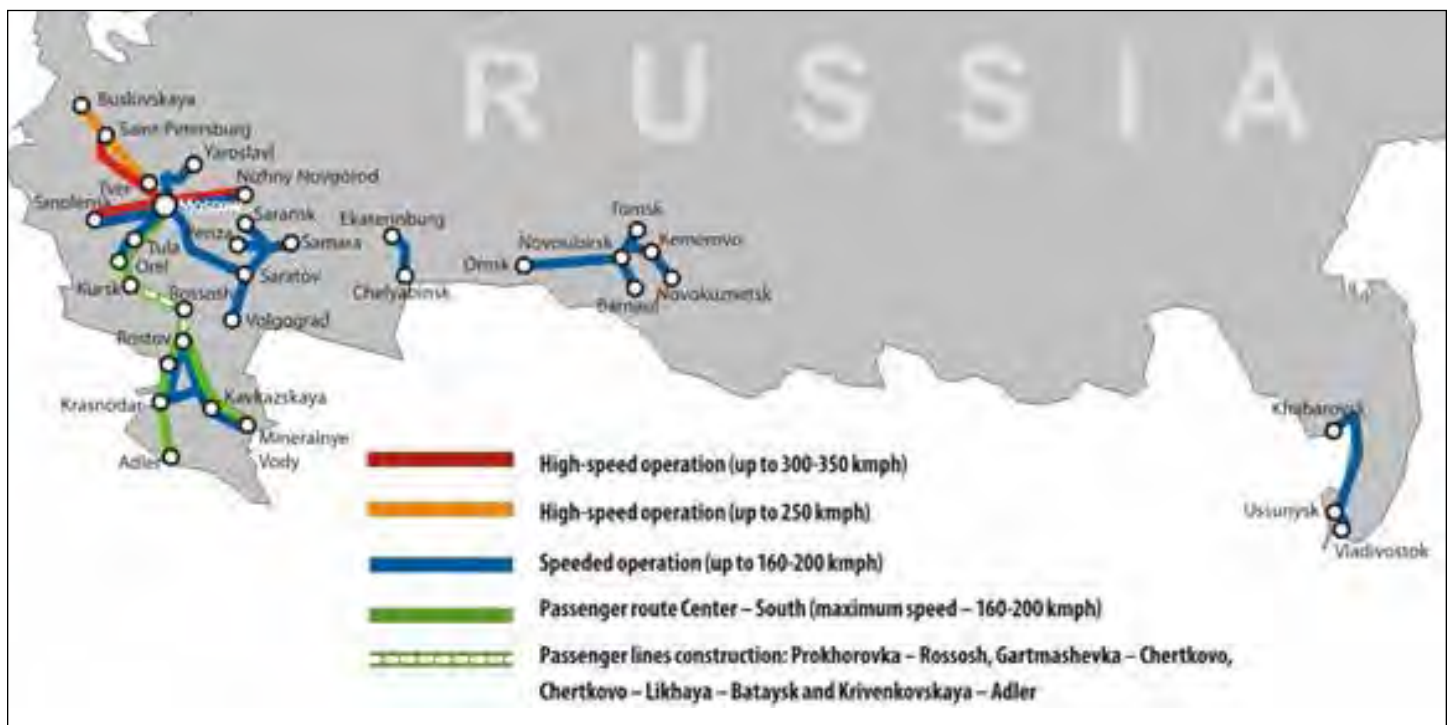 RUSSIA
Buslovskaya
Saint Petersburg
Yaroslavl
Tver
Nizhny Novgorod
Smolensk
Moscow
Saransk
Ekaterinburg
Tomsk
Penza
Samara
Novosibirsk
Kemerovo
Tula
Omsk
Orel
Saratov
Kursk
Rossosh
Chelyabinsk
Barnaul
Novokuznetsk
Volgograd
Rostov
Krasnodar
Kavkazskaya
Khabarovsk
Mineralnye
Vody
Adler
High-speed operation (up to 300-350 kmph)
High-speed operation (up to 250 kmph)
Ussuriysk
Vladivostok
Speeded operation (up to 160-200 kmph)
Passenger route Center – South (maximum speed – 160-200 kmph)
Passenger lines construction: Prokhorovka – Rossosh, Gartmashevka – Chertkovo,
Chertkovo – Likhaya – Bataysk and Krivenkovskaya – Adler